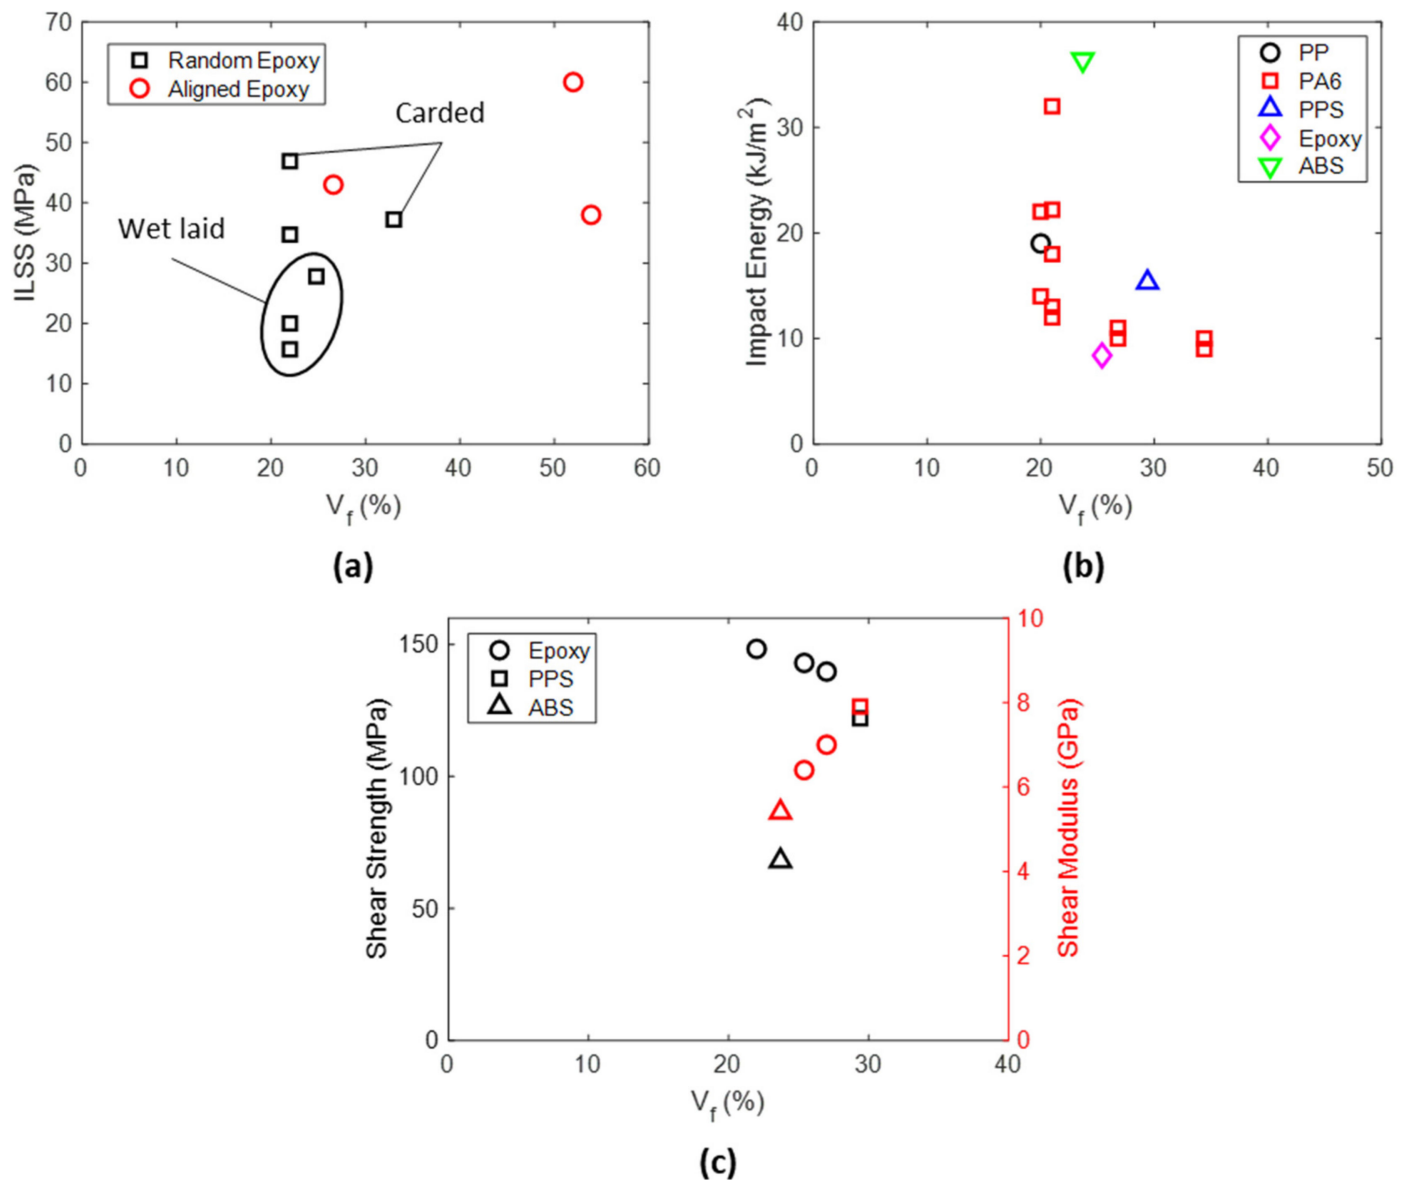 70
60
50
40
30
20
10
0
ILSS (MPa)
Random Epoxy
Aligned Epoxy
Carded
Wet laid
0 10 20 30 40 50 60
V_f (%)
(a)
40
30
20
10
0
Impact Energy (kJ/m²)
PP
PA6
PPS
Epoxy
ABS
0 10 20 30 40 50
V_f (%)
(b)
150
100
50
0
Shear Strength (MPa)
Epoxy
PPS
ABS
10
8
6
4
2
0
Shear Modulus (GPa)
0 10 20 30 40
V_f (%)
(c)